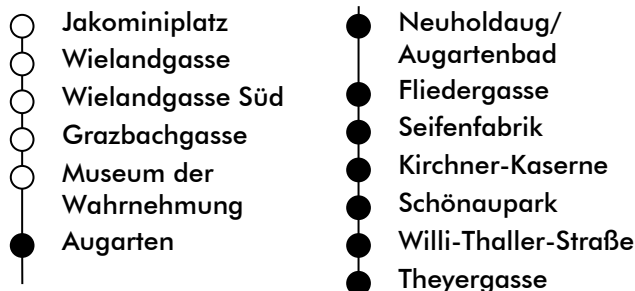 Jakominiplatz
Wielandgasse
Wielandgasse Süd
Grazbachgasse
Museum der
Wahrnehmung
Augarten
Neuholdaug/
Augartenbad
Fliedergasse
Seifenfabrik
Kirchner-Kaserne
Schönaupark
Willi-Thaller-Straße
Theyergasse